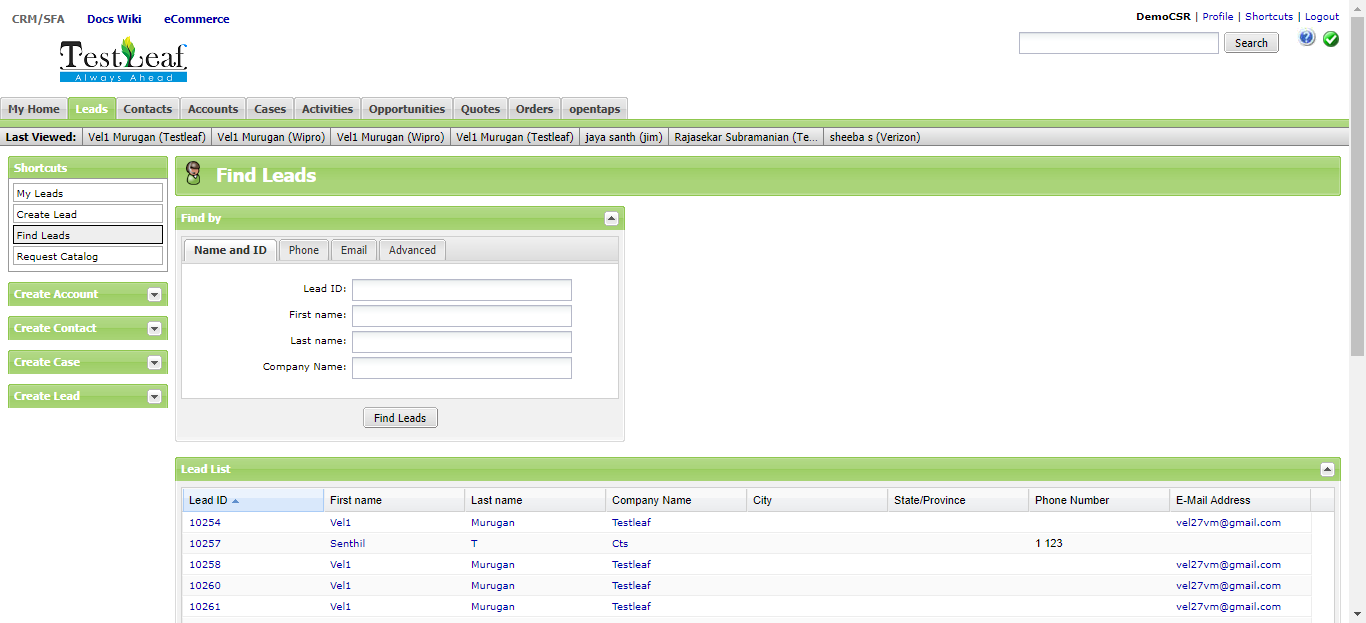 CRM/SFA Docs Wiki eCommerce
DemoCSR | Profile | Shortcuts | Logout
Search
TestLeaf
Always Ahead
My Home Leads Contacts Accounts Cases Activities Opportunities Quotes Orders opentaps
Last Viewed: Vel1 Murugan (Testleaf) Vel1 Murugan (Wipro) Vel1 Murugan (Wipro) Vel1 Murugan (Testleaf) jaya santh (jim) Rajasekar Subramanian (Te... sheeba s (Verizon)
Shortcuts
My Leads
Create Lead
Find Leads
Request Catalog
Create Account
Create Contact
Create Case
Create Lead
Find Leads
Find by
Name and ID Phone Email Advanced
Lead ID:
First name:
Last name:
Company Name:
Find Leads
Lead List
Lead ID First name Last name Company Name City State/Province Phone Number E-Mail Address
10254 Vel1 Murugan Testleaf vel27vm@gmail.com
10257 Senthil T Cts 1 123
10258 Vel1 Murugan Testleaf vel27vm@gmail.com
10260 Vel1 Murugan Testleaf vel27vm@gmail.com
10261 Vel1 Murugan Testleaf vel27vm@gmail.com